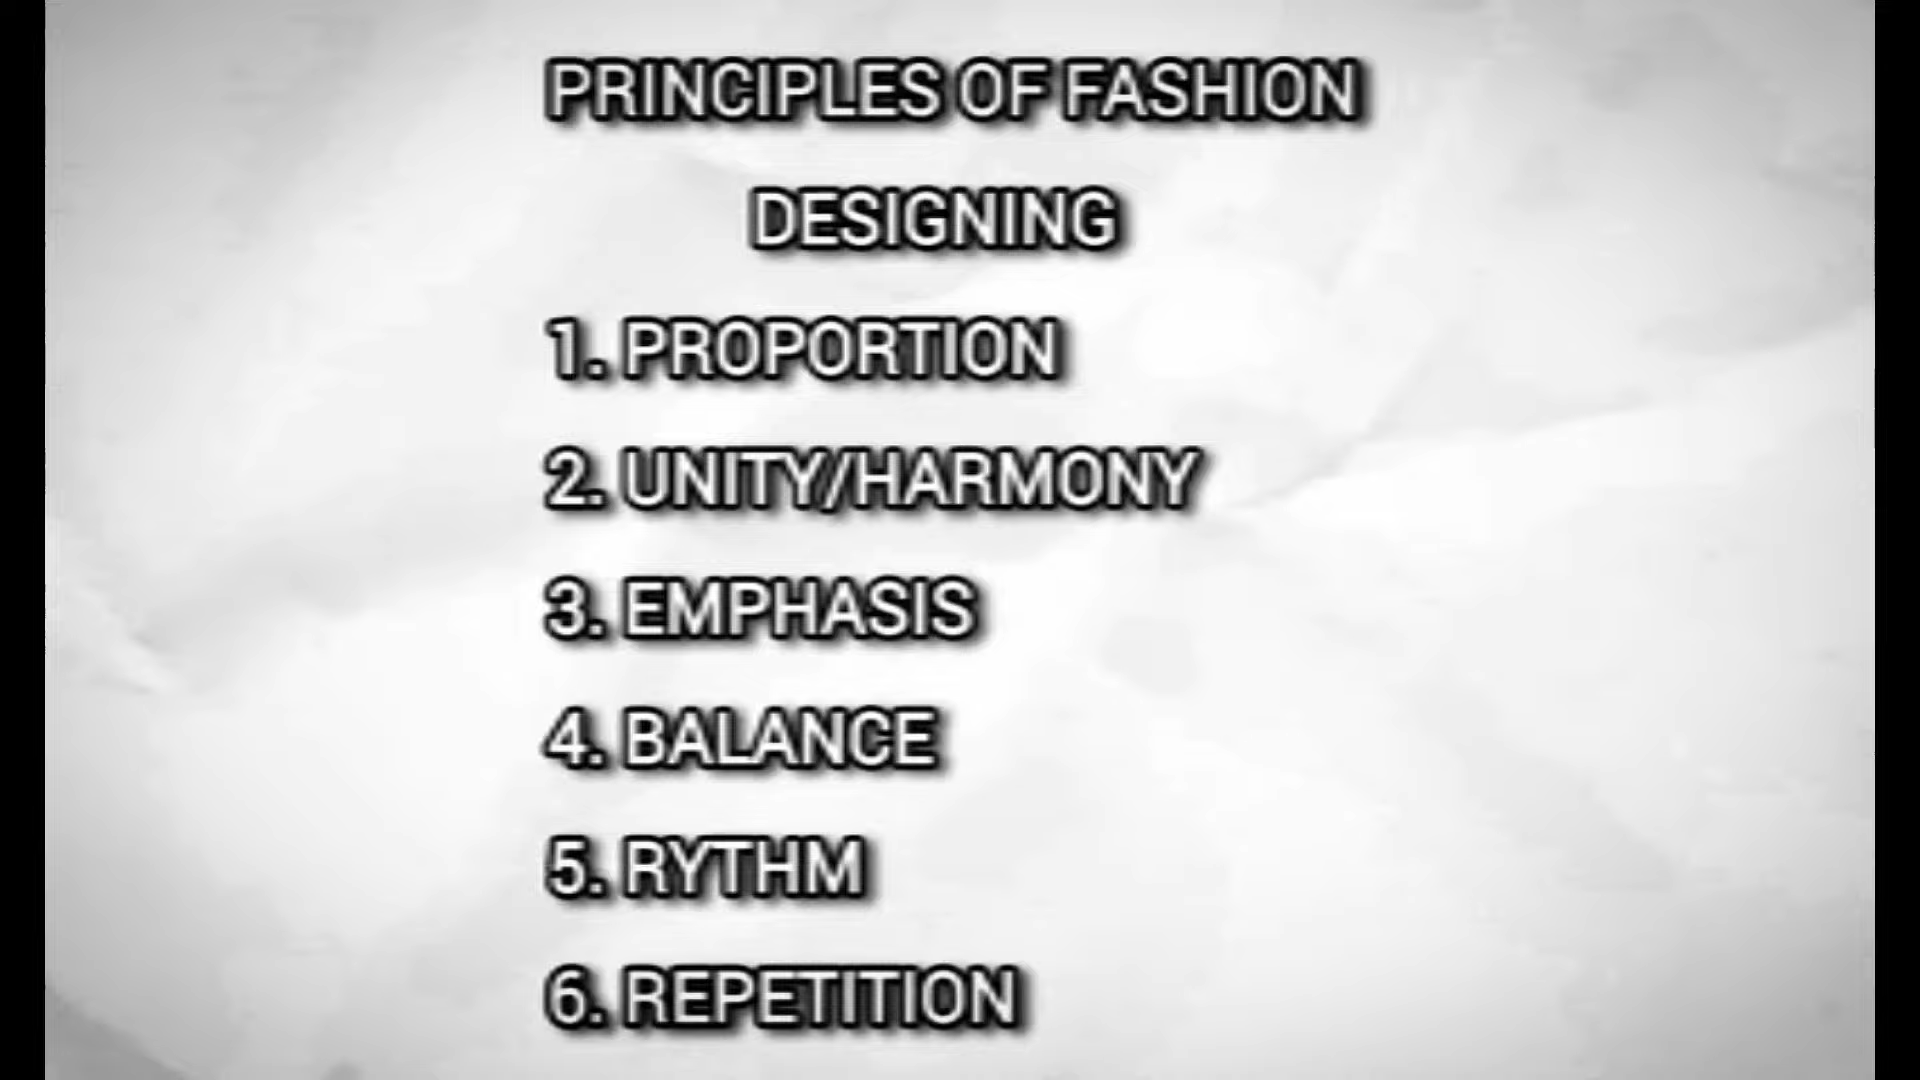 PRINCIPLES OF FASHION
DESIGNING
1. PROPORTION
2. UNITY/HARMONY
3. EMPHASIS
4. BALANCE
5. RYTHM
6. REPETITION